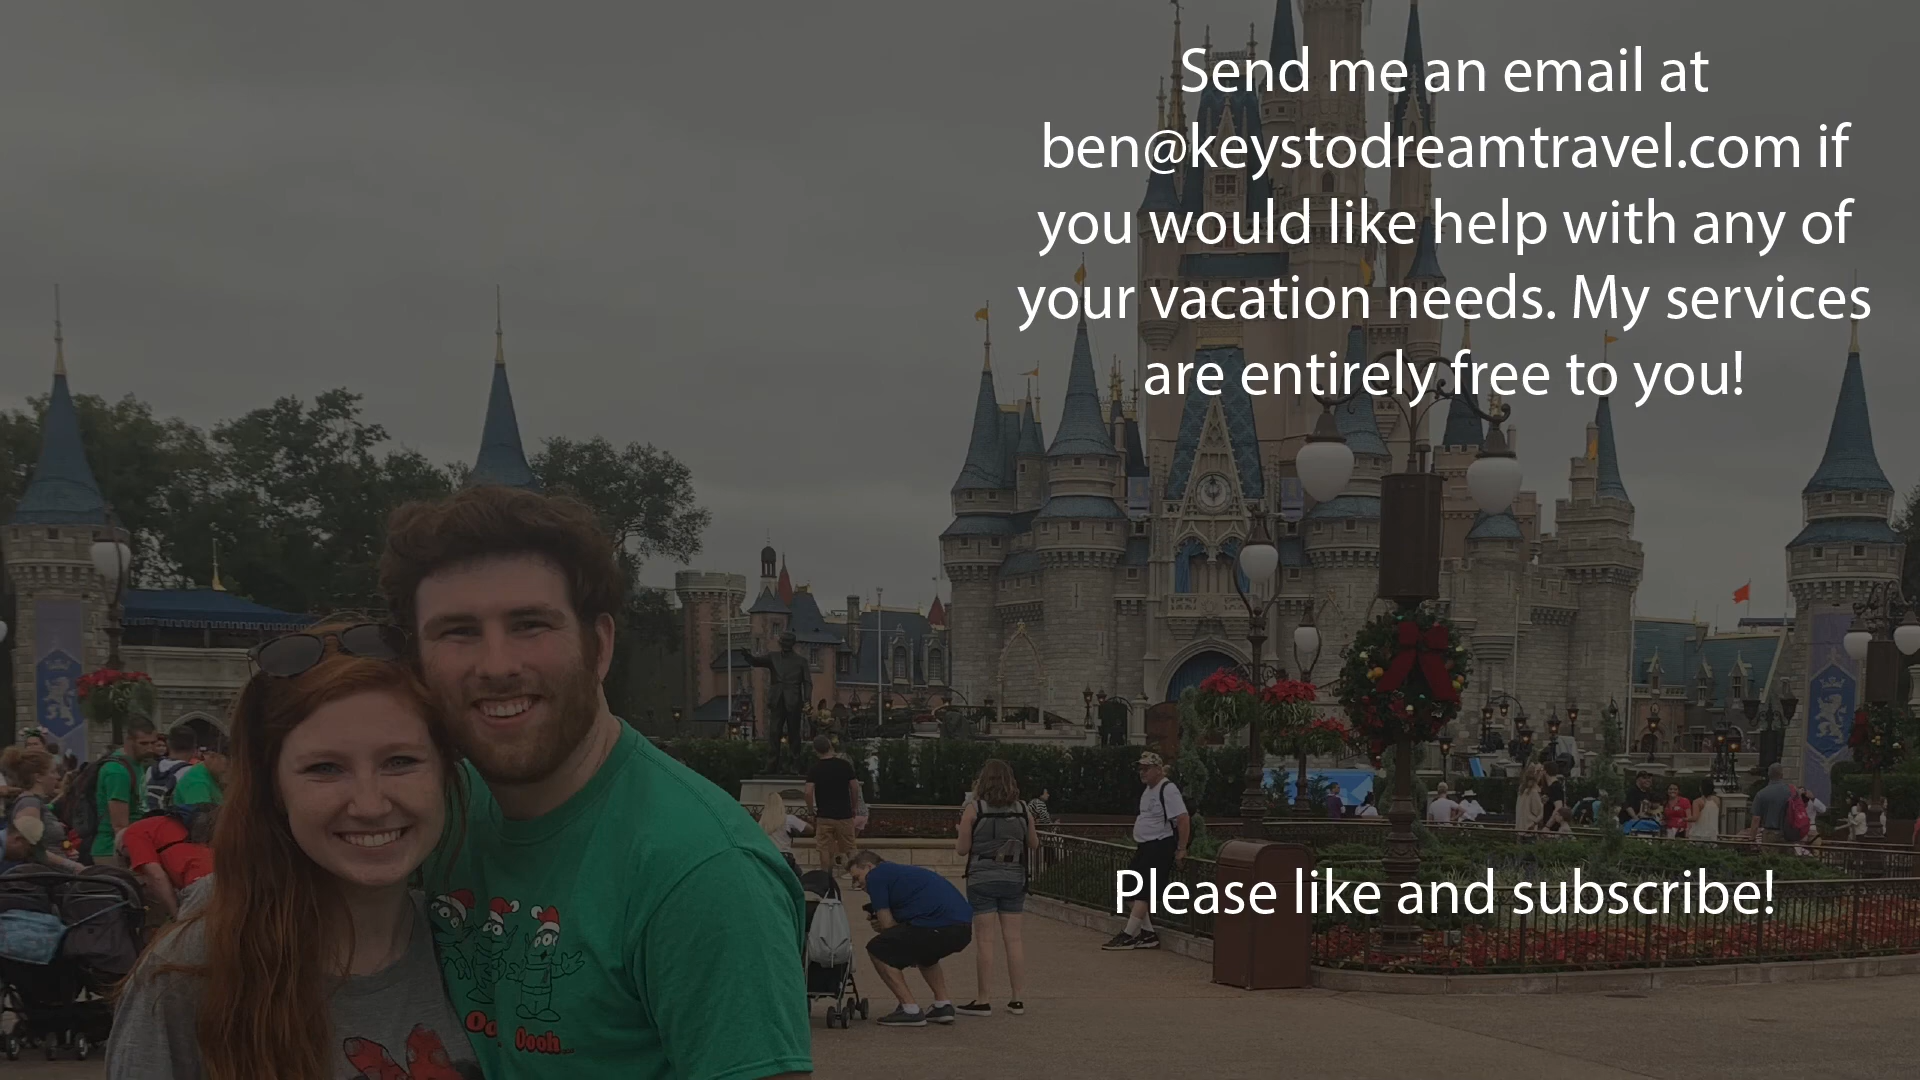 Send me an email at
ben@keystodreamtravel.com if
you would like help with any of
your vacation needs. My services
are entirely free to you!
Please like and subscribe!
Oooh...